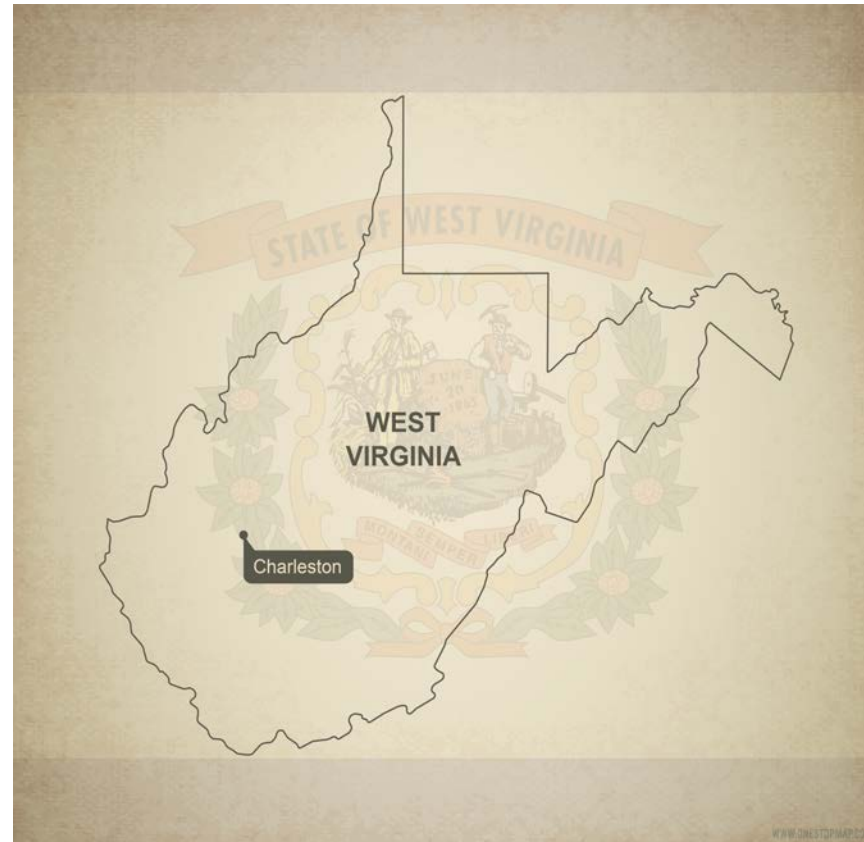 STATE OF WEST VIRGINIA
JUNE
20
1863
WEST
VIRGINIA
MONTANI SEMPER LIBERI
Charleston